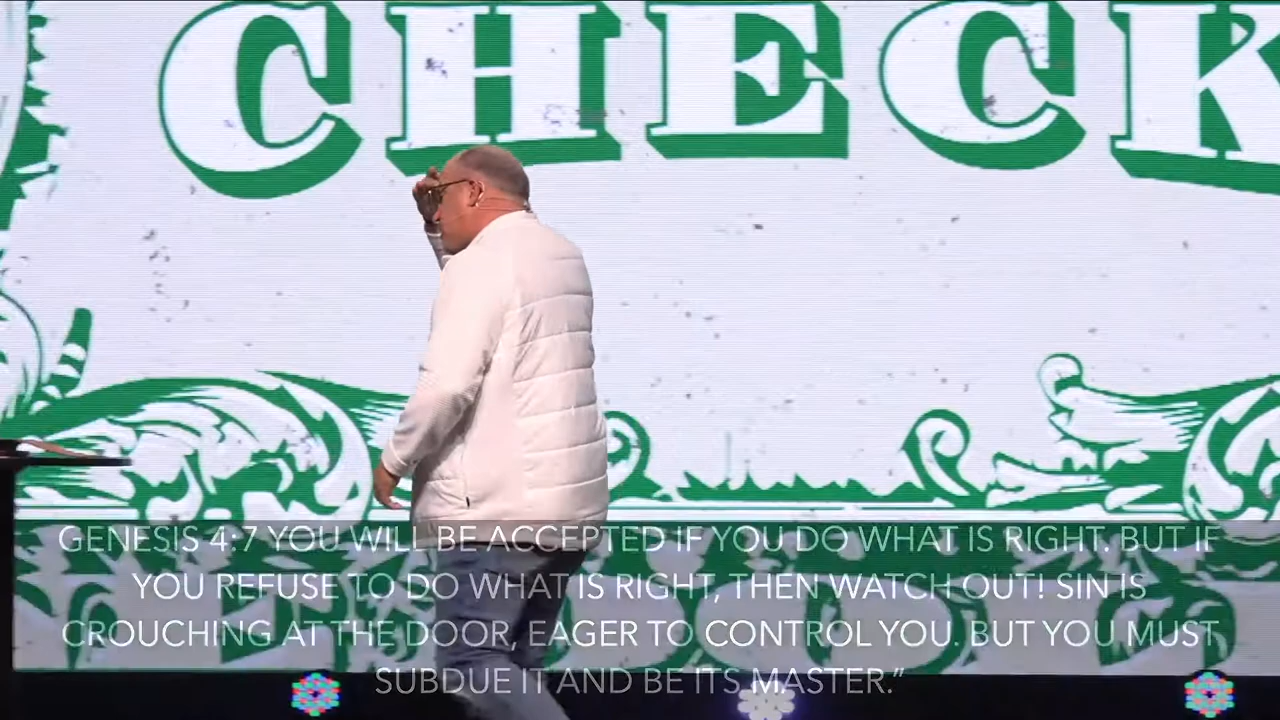 CHECK
GENESIS 4:7 YOU WILL BE ACCEPTED IF YOU DO WHAT IS RIGHT. BUT IF
YOU REFUSE TO DO WHAT IS RIGHT, THEN WATCH OUT! SIN IS
CROUCHING AT THE DOOR, EAGER TO CONTROL YOU. BUT YOU MUST
SUBDUE IT AND BE ITS MASTER.”